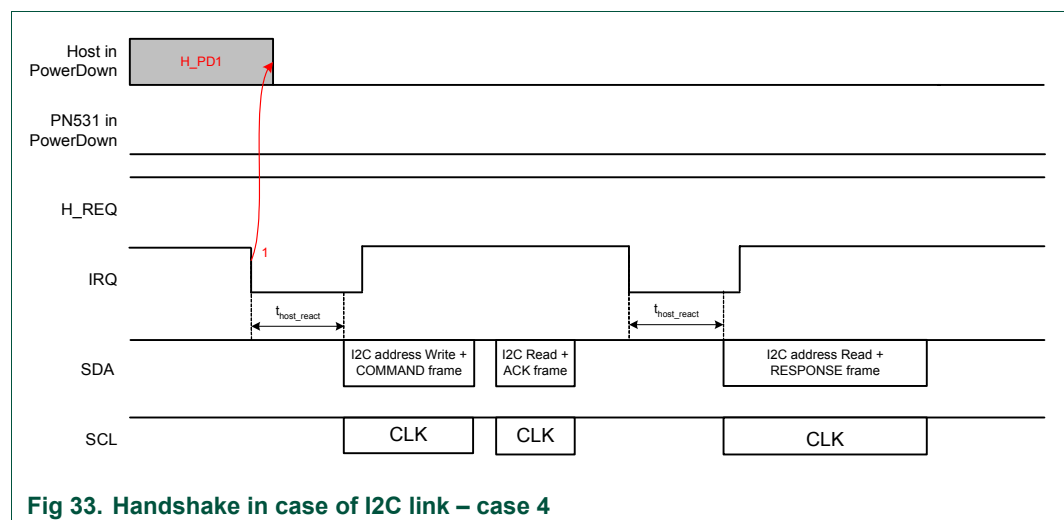 Host in
PowerDown
H_PD1
PN531 in
PowerDown
H_REQ
1
IRQ
thost_react
thost_react
SDA
I2C address Write +
COMMAND frame
I2C Read +
ACK frame
I2C address Read +
RESPONSE frame
SCL
CLK
CLK
CLK
Fig 33. Handshake in case of I2C link – case 4